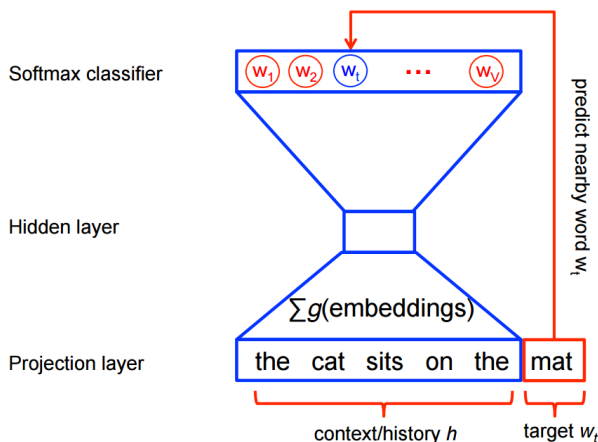 Softmax classifier
w1 w2 wt ... wV
predict nearby word wt
Hidden layer
∑g(embeddings)
Projection layer
the cat sits on the mat
context/history h
target wt